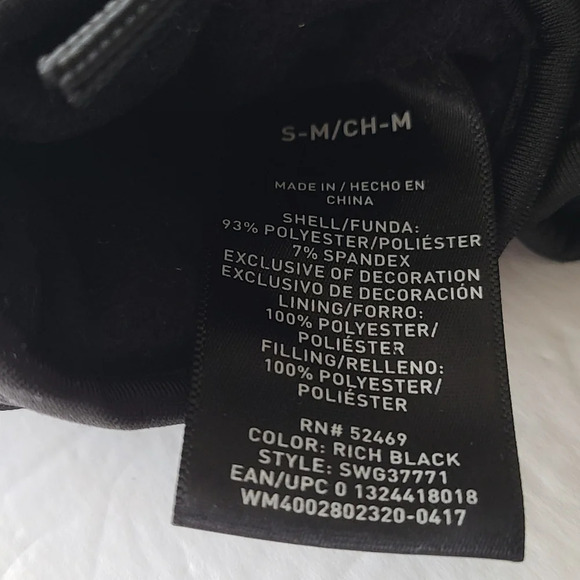 S-M/CH-M
MADE IN / HECHO EN
CHINA
SHELL/FUNDA:
93% POLYESTER/POLIÉSTER
7% SPANDEX
EXCLUSIVE OF DECORATION
EXCLUSIVO DE DECORACIÓN
LINING/FORRO:
100% POLYESTER/
POLIÉSTER
FILLING/RELLENO:
100% POLYESTER/
POLIÉSTER
RN# 52469
COLOR: RICH BLACK
STYLE: SWG37771
EAN/UPC 0 1324418018
WM4002802320-0417